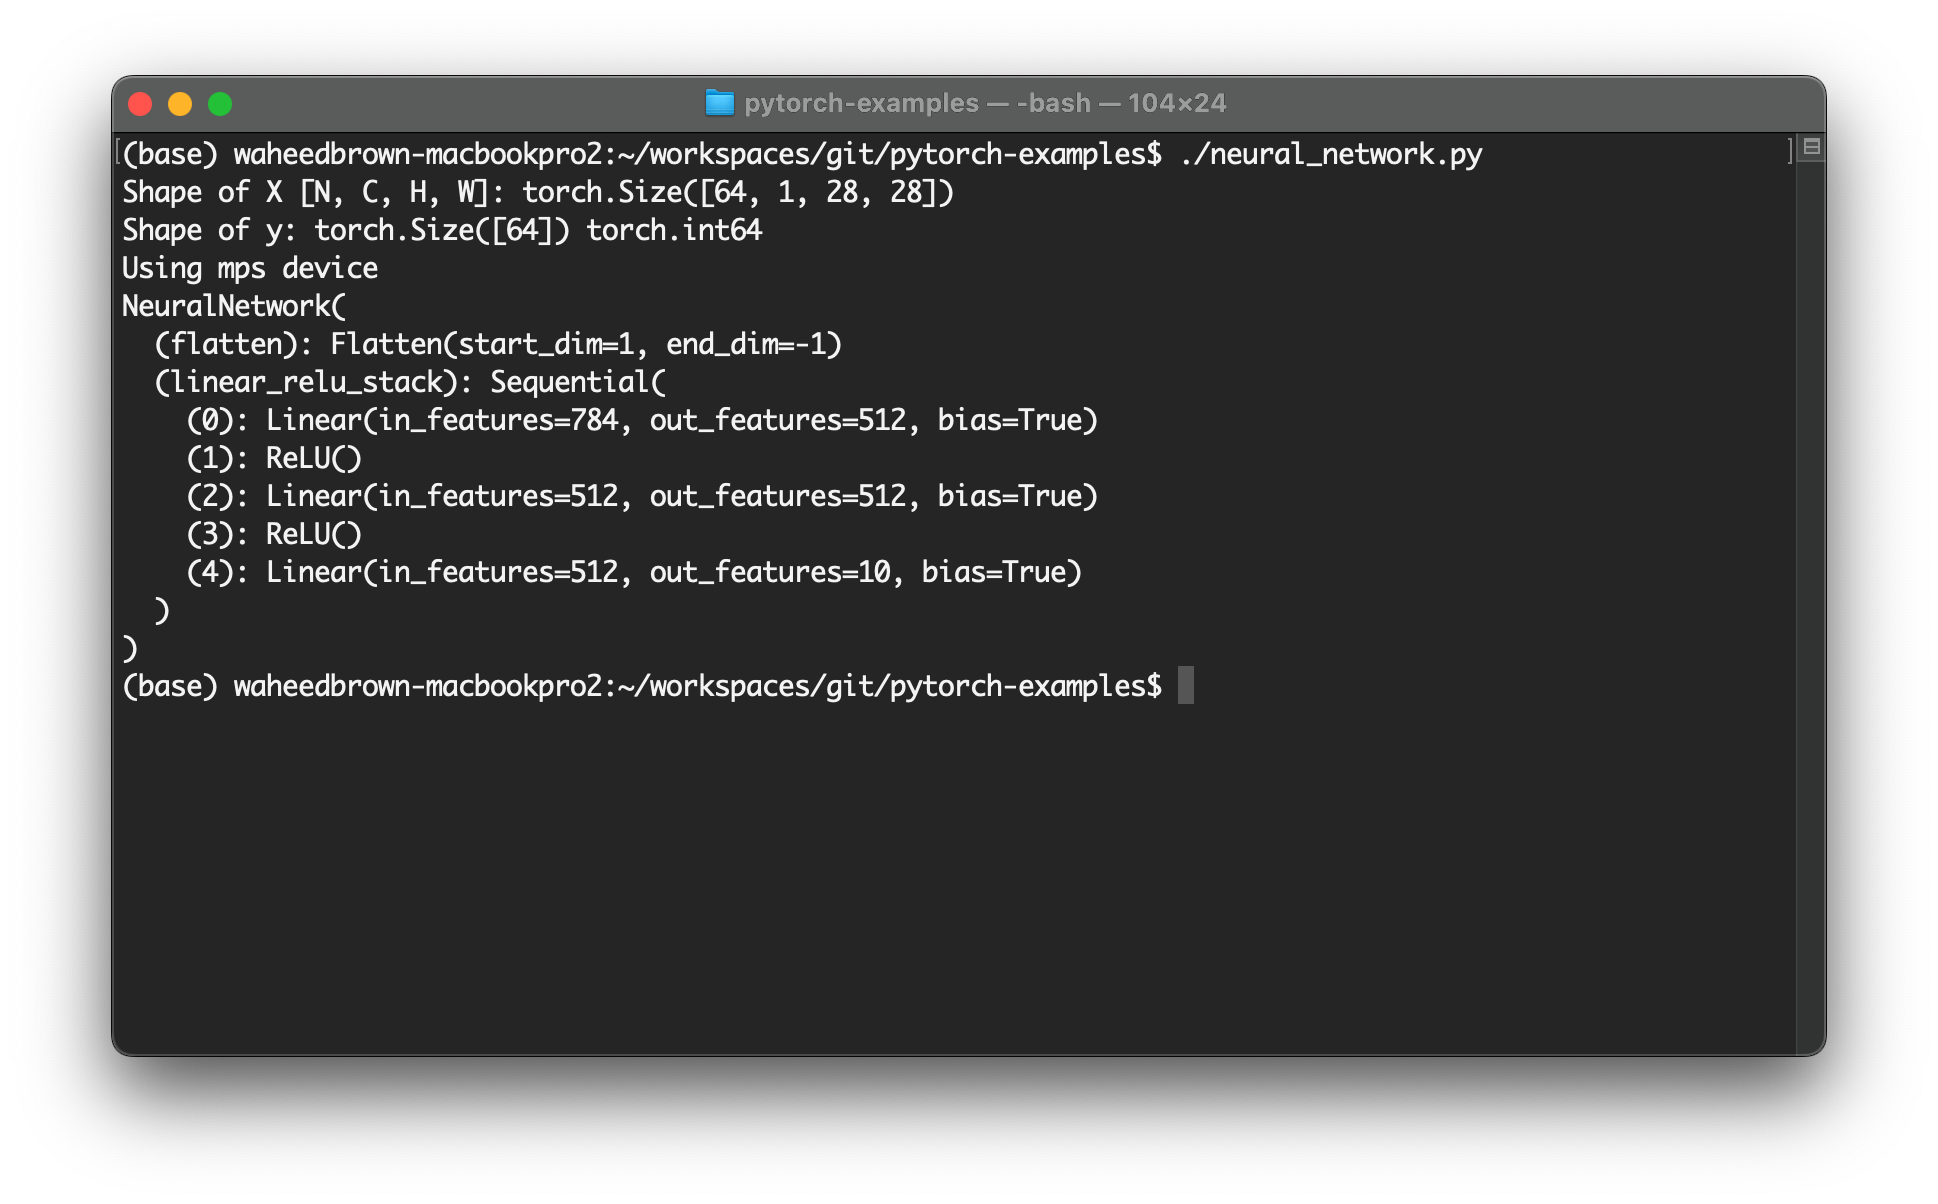 pytorch-examples — -bash — 104×24
(base) waheedbrown-macbookpro2:~/workspaces/git/pytorch-examples$ ./neural_network.py
Shape of X [N, C, H, W]: torch.Size([64, 1, 28, 28])
Shape of y: torch.Size([64]) torch.int64
Using mps device
NeuralNetwork(
  (flatten): Flatten(start_dim=1, end_dim=-1)
  (linear_relu_stack): Sequential(
    (0): Linear(in_features=784, out_features=512, bias=True)
    (1): ReLU()
    (2): Linear(in_features=512, out_features=512, bias=True)
    (3): ReLU()
    (4): Linear(in_features=512, out_features=10, bias=True)
  )
)
(base) waheedbrown-macbookpro2:~/workspaces/git/pytorch-examples$